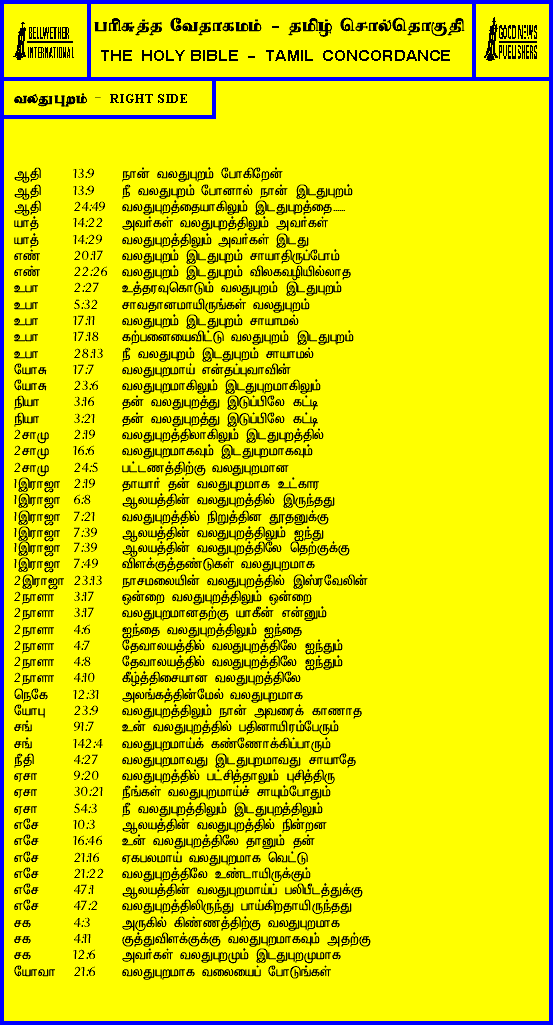 BELLWETHER
INTERNATIONAL
பரிசுத்த வேதாகமம் - தமிழ் சொல்தொகுதி
THE HOLY BIBLE - TAMIL CONCORDANCE
GOOD NEWS
PUBLISHERS
வலதுபுறம் - RIGHT SIDE
ஆதி 13:9 நான் வலதுபுறம் போகிறேன்
ஆதி 13:9 நீ வலதுபுறம் போனால் நான் இடதுபுறம்
ஆதி 24:49 வலதுபுறத்தையாகிலும் இடதுபுறத்தை.....
யாத் 14:22 அவர்கள் வலதுபுறத்திலும் அவர்கள்
யாத் 14:29 வலதுபுறத்திலும் அவர்கள் இடது
எண் 20:17 வலதுபுறம் இடதுபுறம் சாயாதிருப்போம்
எண் 22:26 வலதுபுறம் இடதுபுறம் விலகவழியில்லாத
உபா 2:27 உத்தரவுகொடும் வலதுபுறம் இடதுபுறம்
உபா 5:32 சாவதானமாயிருங்கள் வலதுபுறம்
உபா 17:11 வலதுபுறம் இடதுபுறம் சாயாமல்
உபா 17:18 கற்பனையைவிட்டு வலதுபுறம் இடதுபுறம்
உபா 28:13 நீ வலதுபுறம் இடதுபுறம் சாயாமல்
யோசு 17:7 வலதுபுறமாய் என்தப்புவாவின்
யோசு 23:6 வலதுபுறமாகிலும் இடதுபுறமாகிலும்
நியா 3:16 தன் வலதுபுறத்து இடுப்பிலே கட்டி
நியா 3:21 தன் வலதுபுறத்து இடுப்பிலே கட்டி
2சாமு 2:19 வலதுபுறத்திலாகிலும் இடதுபுறத்தில்
2சாமு 16:6 வலதுபுறமாகவும் இடதுபுறமாகவும்
2சாமு 24:5 பட்டணத்திற்கு வலதுபுறமான
1இராஜா 2:19 தாயார் தன் வலதுபுறமாக உட்கார
1இராஜா 6:8 ஆலயத்தின் வலதுபுறத்தில் இருந்தது
1இராஜா 7:21 வலதுபுறத்தில் நிறுத்தின தூதனுக்கு
1இராஜா 7:39 ஆலயத்தின் வலதுபுறத்திலும் ஐந்து
1இராஜா 7:39 ஆலயத்தின் வலதுபுறத்திலே தெற்குக்கு
1இராஜா 7:49 விளக்குத்தண்டுகள் வலதுபுறமாக
2இராஜா 23:13 நாசமலையின் வலதுபுறத்தில் இஸ்ரவேலின்
2நாளா 3:17 ஒன்றை வலதுபுறத்திலும் ஒன்றை
2நாளா 3:17 வலதுபுறமானதற்கு யாகீன் என்னும்
2நாளா 4:6 ஐந்தை வலதுபுறத்திலும் ஐந்தை
2நாளா 4:7 தேவாலயத்தில் வலதுபுறத்திலே ஐந்தும்
2நாளா 4:8 தேவாலயத்தில் வலதுபுறத்திலே ஐந்தும்
2நாளா 4:10 கீழ்த்திசையான வலதுபுறத்திலே
நெகே 12:31 அலங்கத்தின்மேல் வலதுபுறமாக
யோபு 23:9 வலதுபுறத்திலும் நான் அவரைக் காணாத
சங் 91:7 உன் வலதுபுறத்தில் பதினாயிரம்பேரும்
சங் 142:4 வலதுபுறமாய்க் கண்ணோக்கிப்பாரும்
நீதி 4:27 வலதுபுறமாவது இடதுபுறமாவது சாயாதே
ஏசா 9:20 வலதுபுறத்தில் பட்சித்தாலும் புசித்திரு
ஏசா 30:21 நீங்கள் வலதுபுறமாய்ச் சாயும்போதும்
ஏசா 54:3 நீ வலதுபுறத்திலும் இடதுபுறத்திலும்
எசே 10:3 ஆலயத்தின் வலதுபுறத்தில் நின்றன
எசே 16:46 உன் வலதுபுறத்திலே தானும் தன்
எசே 21:16 ஏகபலமாய் வலதுபுறமாக வெட்டு
எசே 21:22 வலதுபுறத்திலே உண்டாயிருக்கும்
எசே 47:1 ஆலயத்தின் வலதுபுறமாய்ப் பலிபீடத்துக்கு
எசே 47:2 வலதுபுறத்திலிருந்து பாய்கிறதாயிருந்தது
சக 4:3 அருகில் கிண்ணத்திற்கு வலதுபுறமாக
சக 4:11 குத்துவிளக்குக்கு வலதுபுறமாகவும் அதற்கு
சக 12:6 அவர்கள் வலதுபுறமும் இடதுபுறமுமாக
யோவா 21:6 வலதுபுறமாக வலையைப் போடுங்கள்